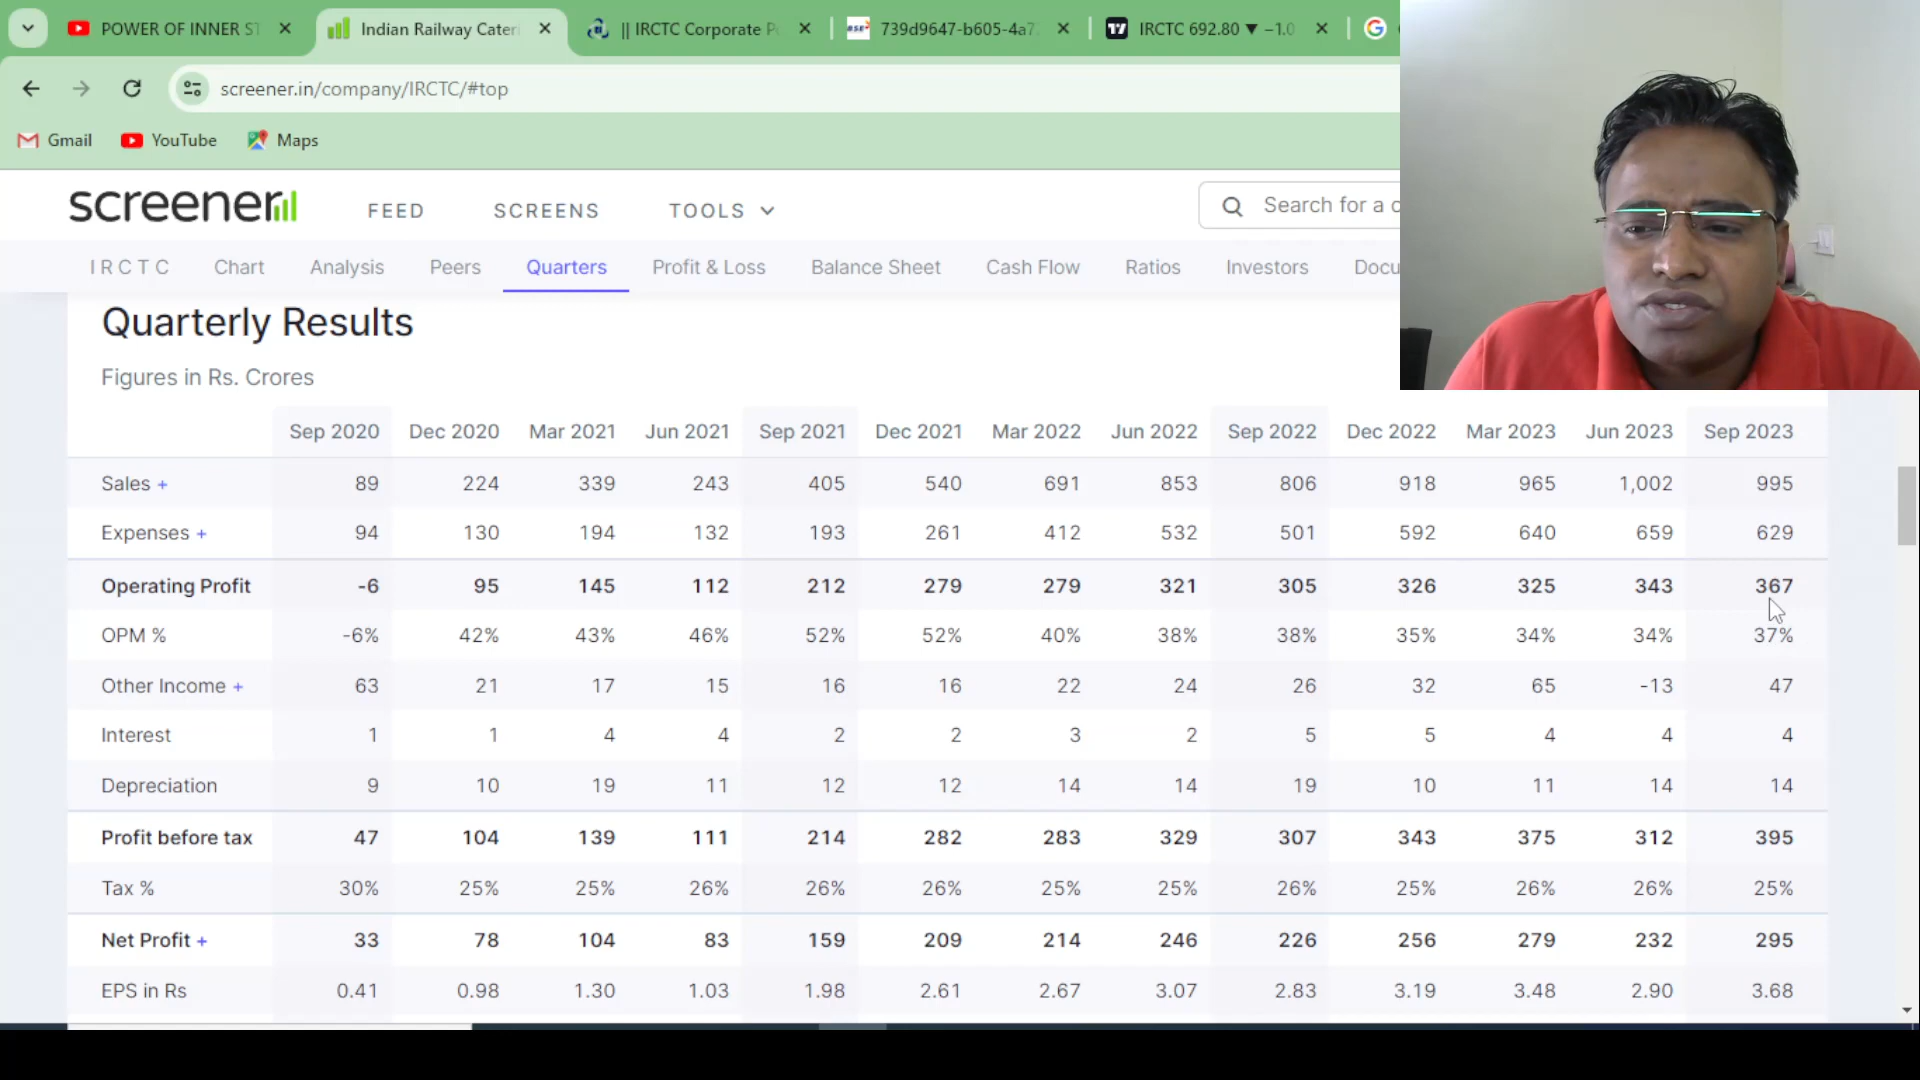 POWER OF INNER ST
Indian Railway Cateri
|| IRCTC Corporate Po
739d9647-b605-4a7
IRCTC 692.80 ▼ −1.0
screener.in/company/IRCTC/#top
Gmail YouTube Maps
screener FEED SCREENS TOOLS Search for a c
I R C T C Chart Analysis Peers Quarters Profit & Loss Balance Sheet Cash Flow Ratios Investors Docu
Quarterly Results
Figures in Rs. Crores
Sep 2020 Dec 2020 Mar 2021 Jun 2021 Sep 2021 Dec 2021 Mar 2022 Jun 2022 Sep 2022 Dec 2022 Mar 2023 Jun 2023 Sep 2023
Sales + 89 224 339 243 405 540 691 853 806 918 965 1,002 995
Expenses + 94 130 194 132 193 261 412 532 501 592 640 659 629
Operating Profit -6 95 145 112 212 279 279 321 305 326 325 343 367
OPM % -6% 42% 43% 46% 52% 52% 40% 38% 38% 35% 34% 34% 37%
Other Income + 63 21 17 15 16 16 22 24 26 32 65 -13 47
Interest 1 1 4 4 2 2 3 2 5 5 4 4 4
Depreciation 9 10 19 11 12 12 14 14 19 10 11 14 14
Profit before tax 47 104 139 111 214 282 283 329 307 343 375 312 395
Tax % 30% 25% 25% 26% 26% 26% 25% 25% 26% 25% 26% 26% 25%
Net Profit + 33 78 104 83 159 209 214 246 226 256 279 232 295
EPS in Rs 0.41 0.98 1.30 1.03 1.98 2.61 2.67 3.07 2.83 3.19 3.48 2.90 3.68